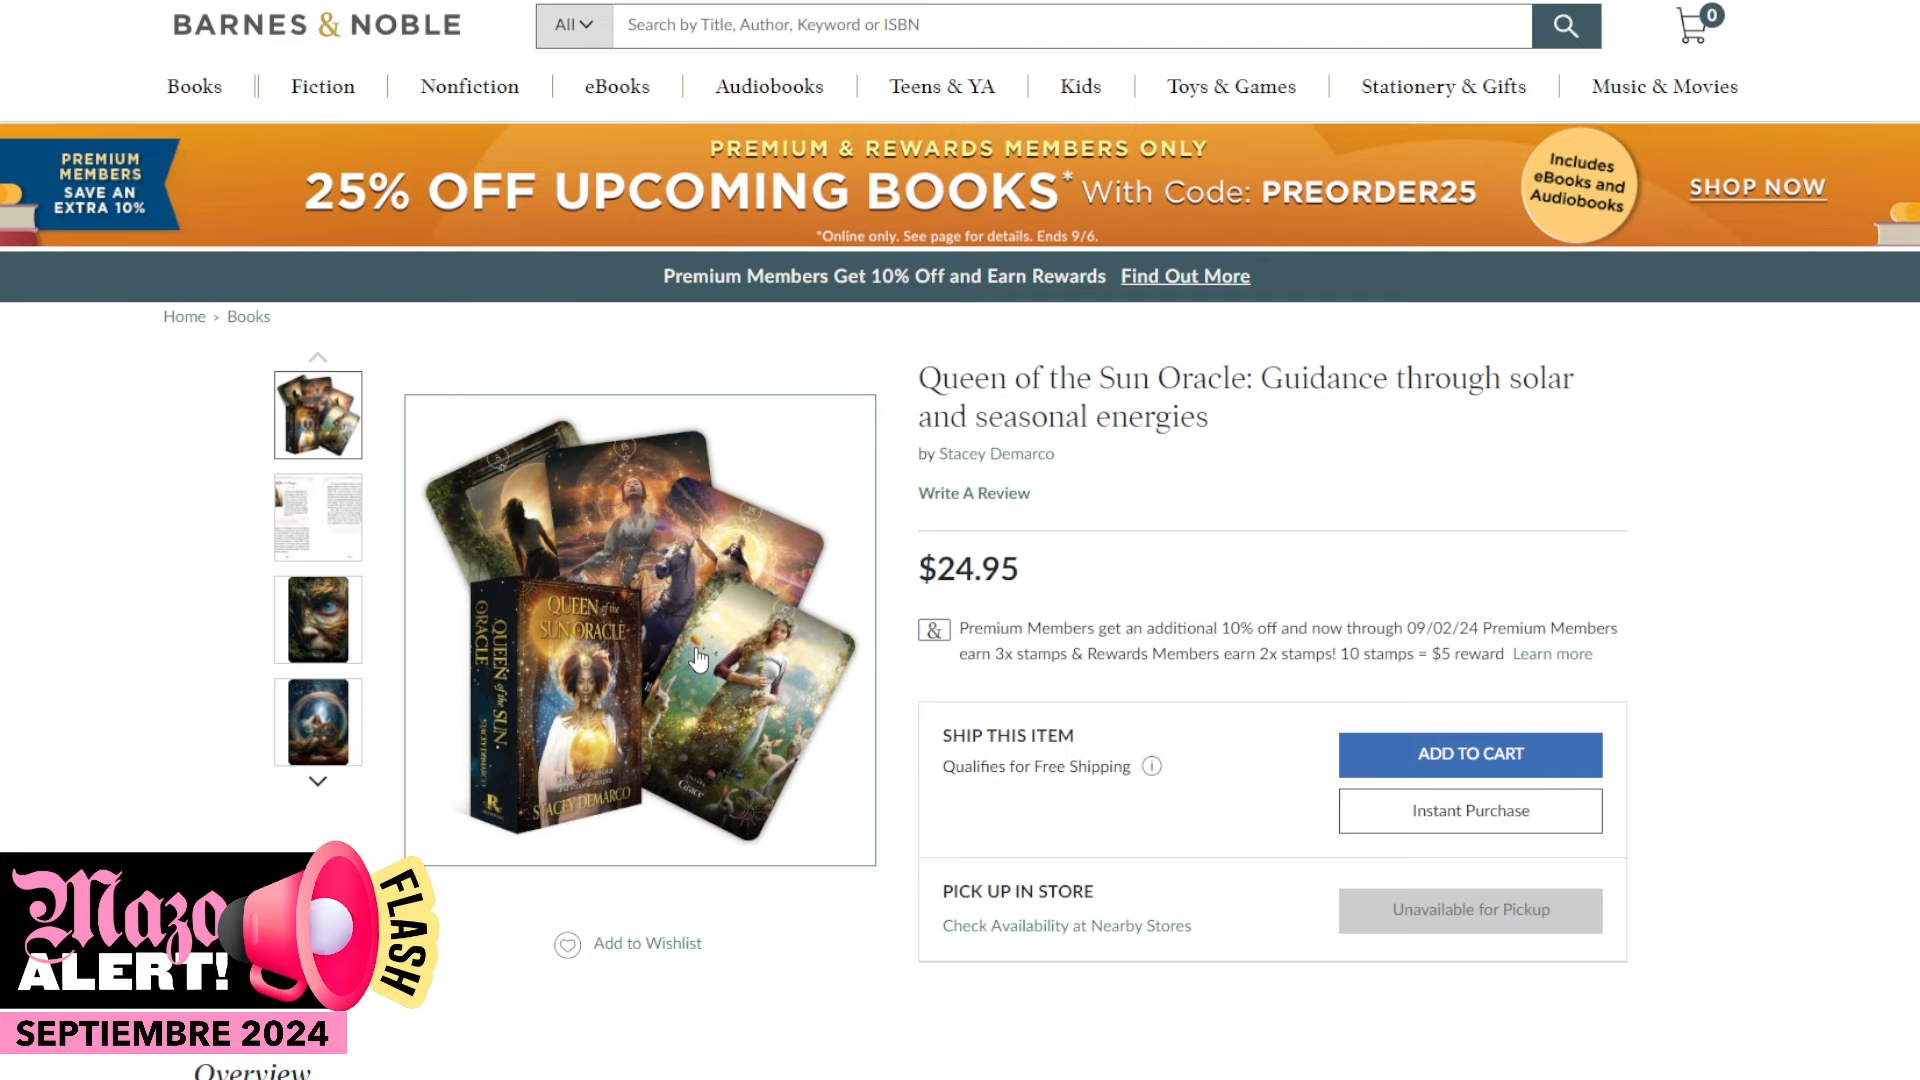 BARNES & NOBLE
All
Search by Title, Author, Keyword or ISBN
0
Books
Fiction
Nonfiction
eBooks
Audiobooks
Teens & YA
Kids
Toys & Games
Stationery & Gifts
Music & Movies
PREMIUM
MEMBERS
SAVE AN
EXTRA 10%
PREMIUM & REWARDS MEMBERS ONLY
25% OFF UPCOMING BOOKS* With Code: PREORDER25
*Online only. See page for details. Ends 9/6.
Includes
eBooks and
Audiobooks
SHOP NOW
Premium Members Get 10% Off and Earn Rewards Find Out More
Home > Books
Queen of the Sun Oracle: Guidance through solar
and seasonal energies
by Stacey Demarco
Write A Review
$24.95
& Premium Members get an additional 10% off and now through 09/02/24 Premium Members
earn 3x stamps & Rewards Members earn 2x stamps! 10 stamps = $5 reward Learn more
SHIP THIS ITEM
Qualifies for Free Shipping
ADD TO CART
Instant Purchase
PICK UP IN STORE
Check Availability at Nearby Stores
Unavailable for Pickup
QUEEN of the
SUN ORACLE
STACEY DEMARCO
QUEEN of the SUN
ORACLE
STACEY DEMARCO
R
Grace
Add to Wishlist
Mazo
ALERT!
FLASH
SEPTIEMBRE 2024
Overview